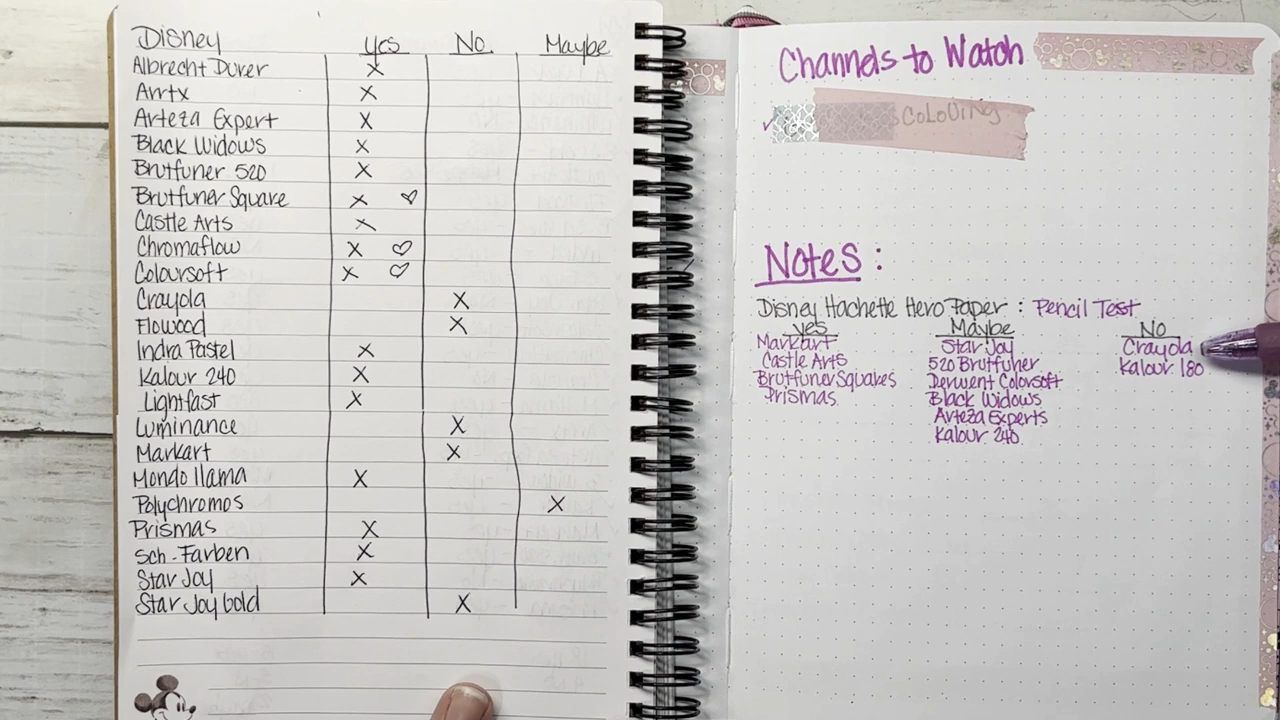 Disney yes No. Maybe
Albrecht Durer X
Arrtx X
Arteza Expert X
Black Widows X
Brutfuner 520 X
Brutfuner Square X ♡
Castle Arts X
Chromaflow X ♡
Coloursoft X ♡
Crayola X
Flowood X
Indra Pastel X
Kalour 240 X
Lightfast X
Luminance X
Markart X
Mondo llama X
Polychromos X
Prismas X
Sch. Farben X
Star Joy X
Star Joy bold X
Channels to Watch
Coloving
Notes:
Disney Hachette Hero Paper: Pencil Test
yes Maybe No
Markart Star Joy Crayola
Castle Arts 520 Brutfuner Kalour 180
Brutfuner Squares Derwent Colorsoft
Prismas Black Widows
Arteza Experts
Kalour 240